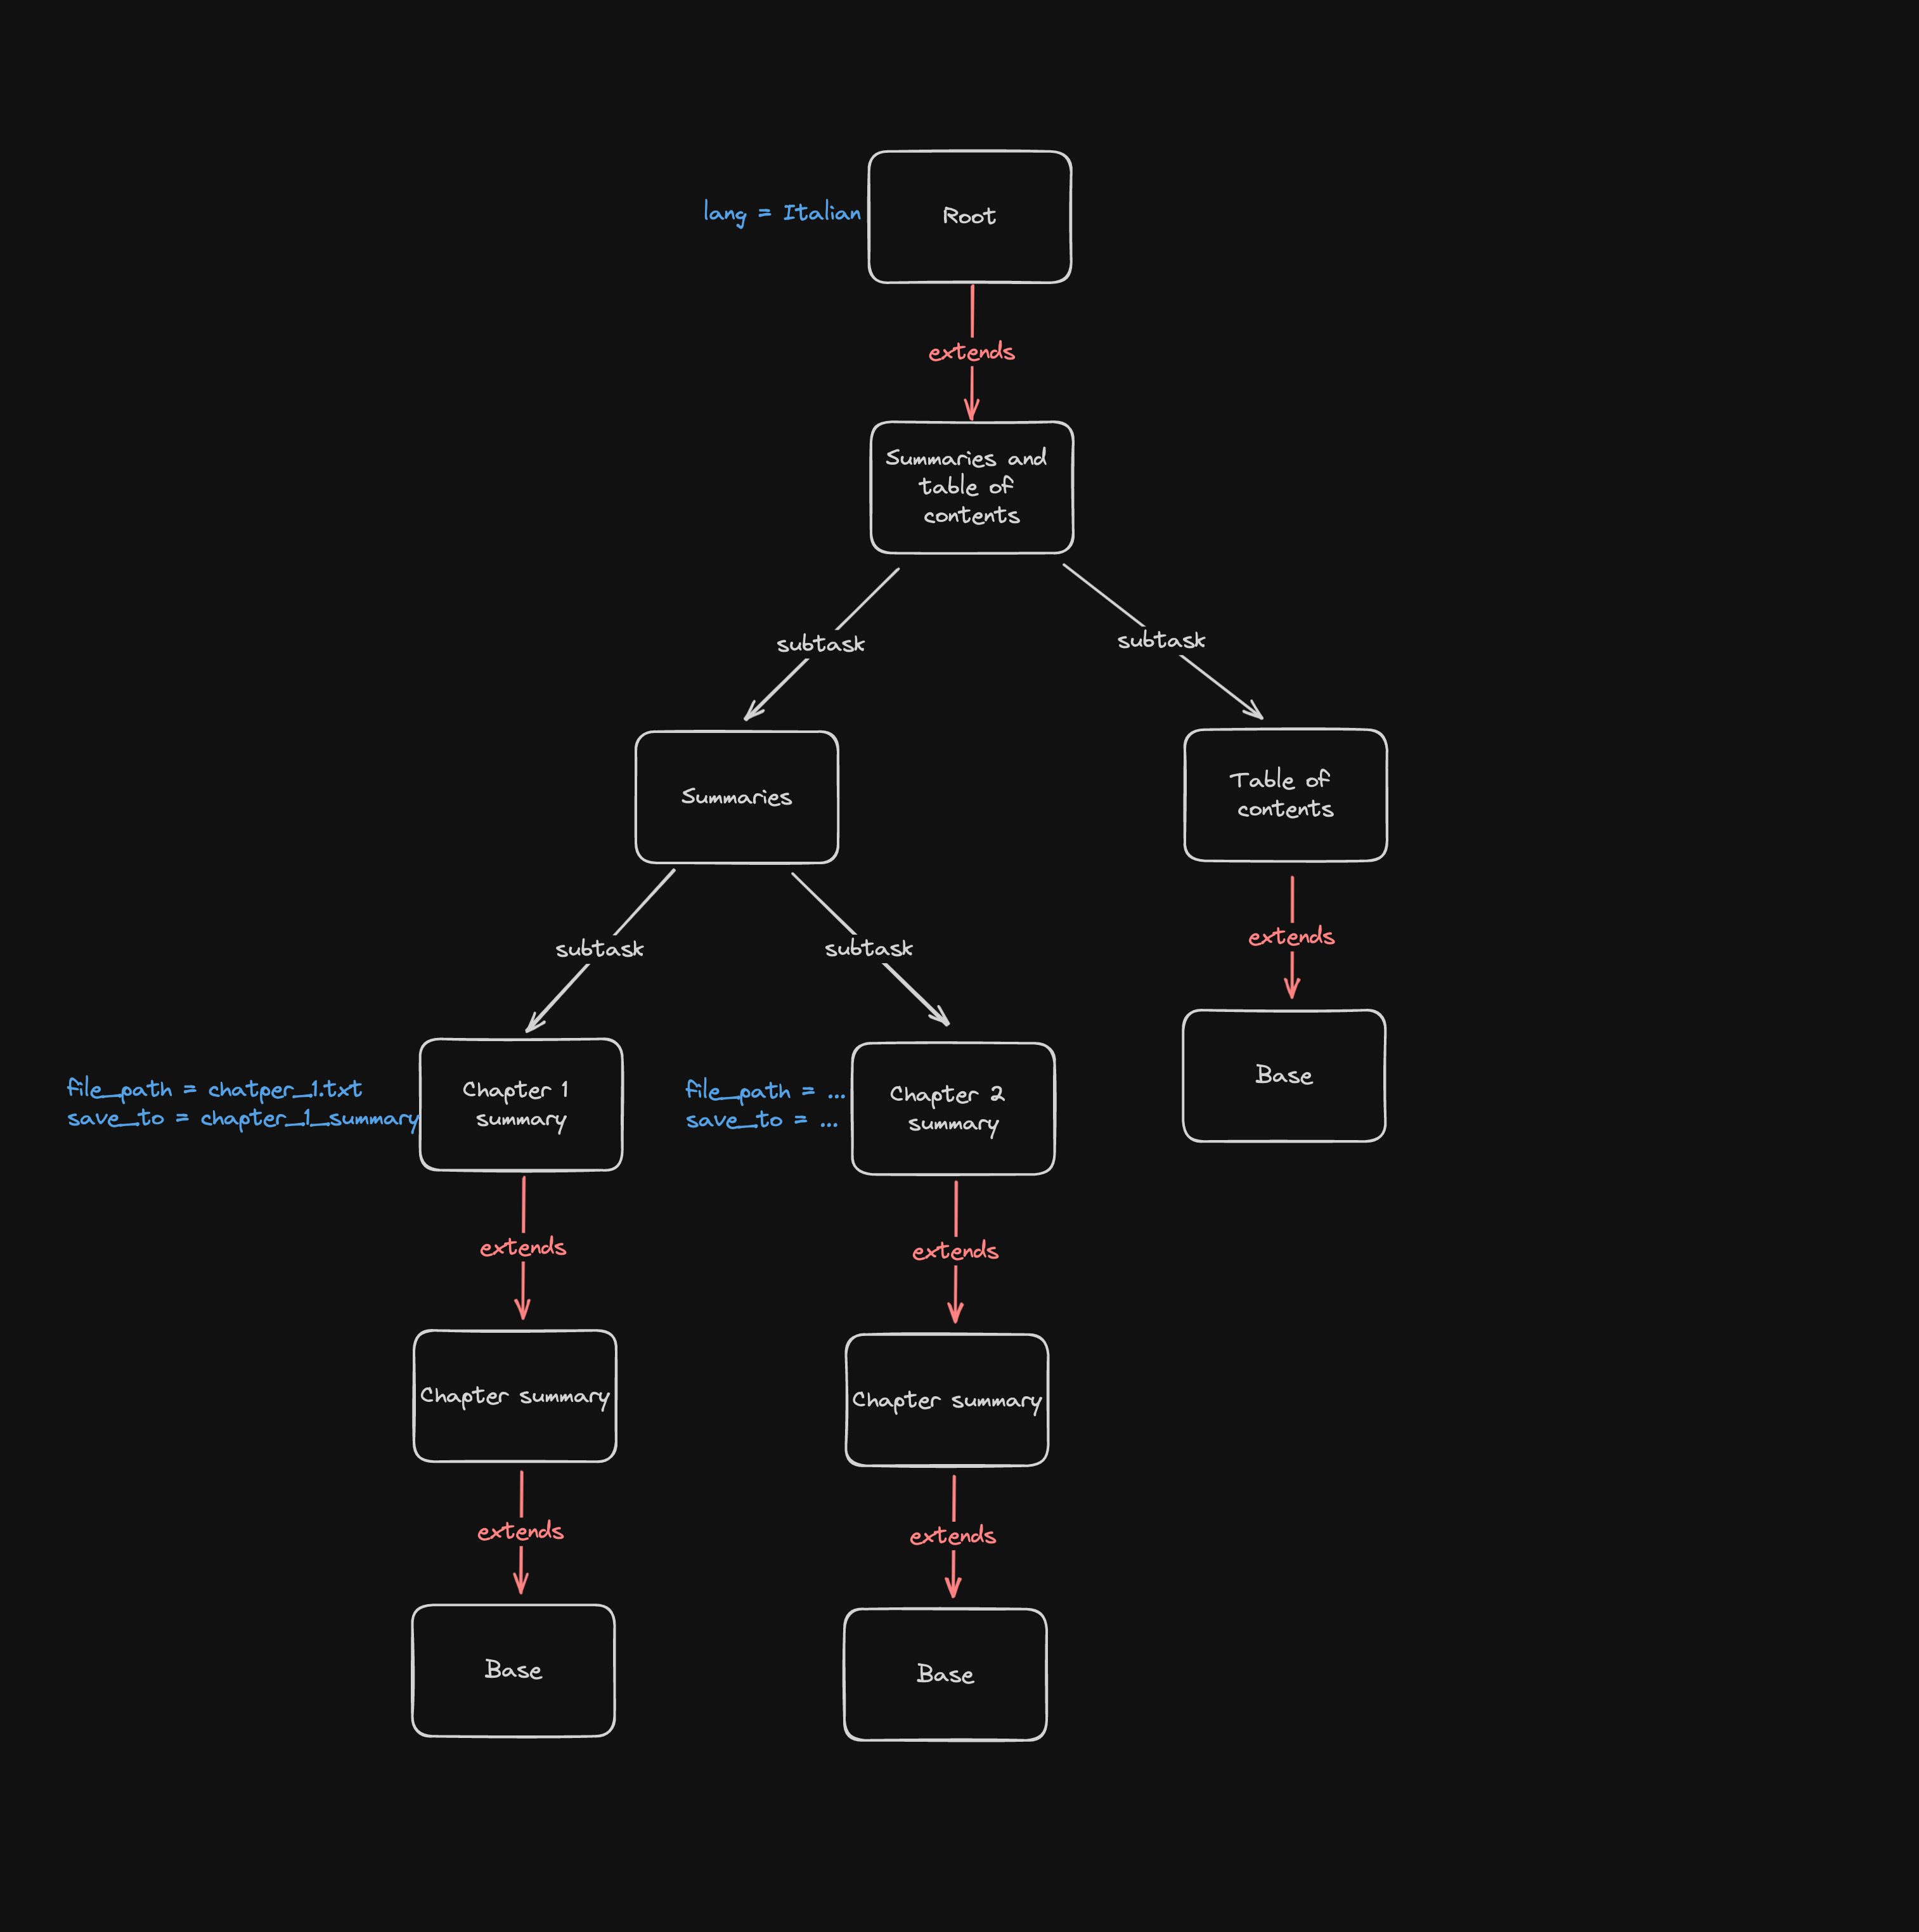 lang = Italian
Root
extends
Summaries and
table of
contents
subtask
subtask
Summaries
Table of
contents
subtask
subtask
extends
file_path = chatper_1.txt
save_to = chapter_1_summary
Chapter 1
summary
file_path = ...
save_to = ...
Chapter 2
summary
Base
extends
extends
Chapter summary
Chapter summary
extends
extends
Base
Base